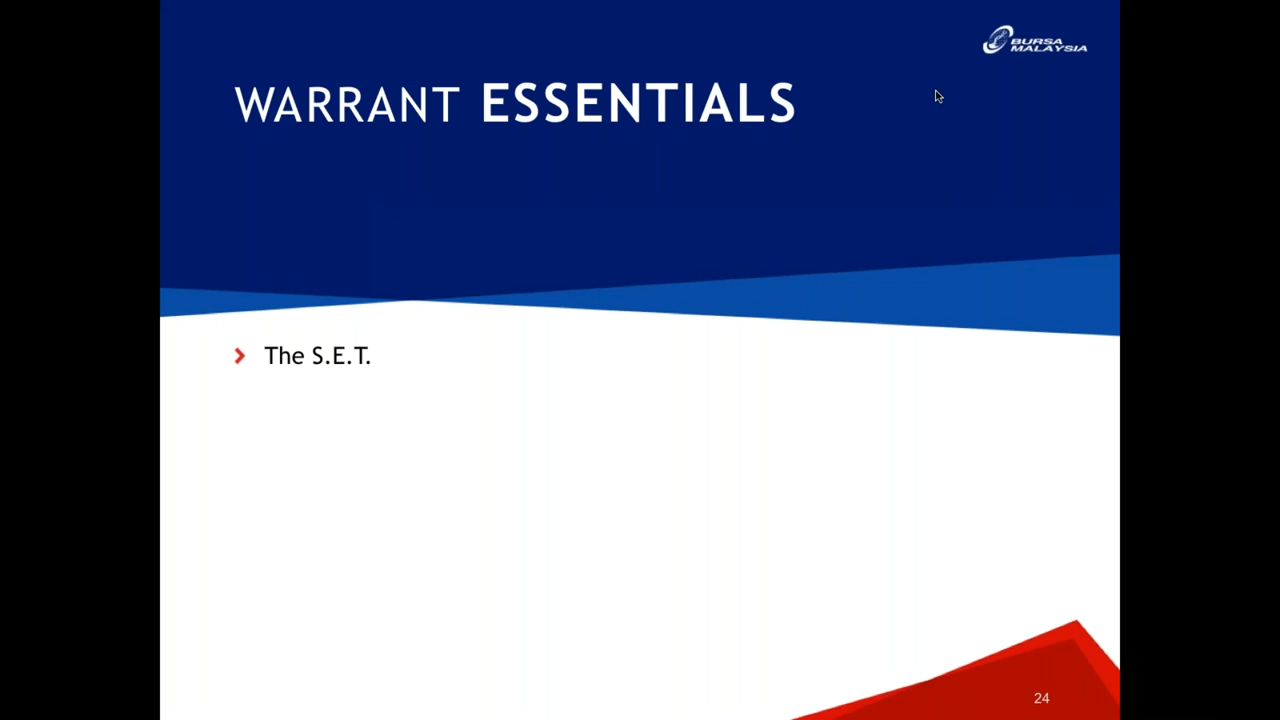 BURSA
MALAYSIA
WARRANT ESSENTIALS
The S.E.T.
24